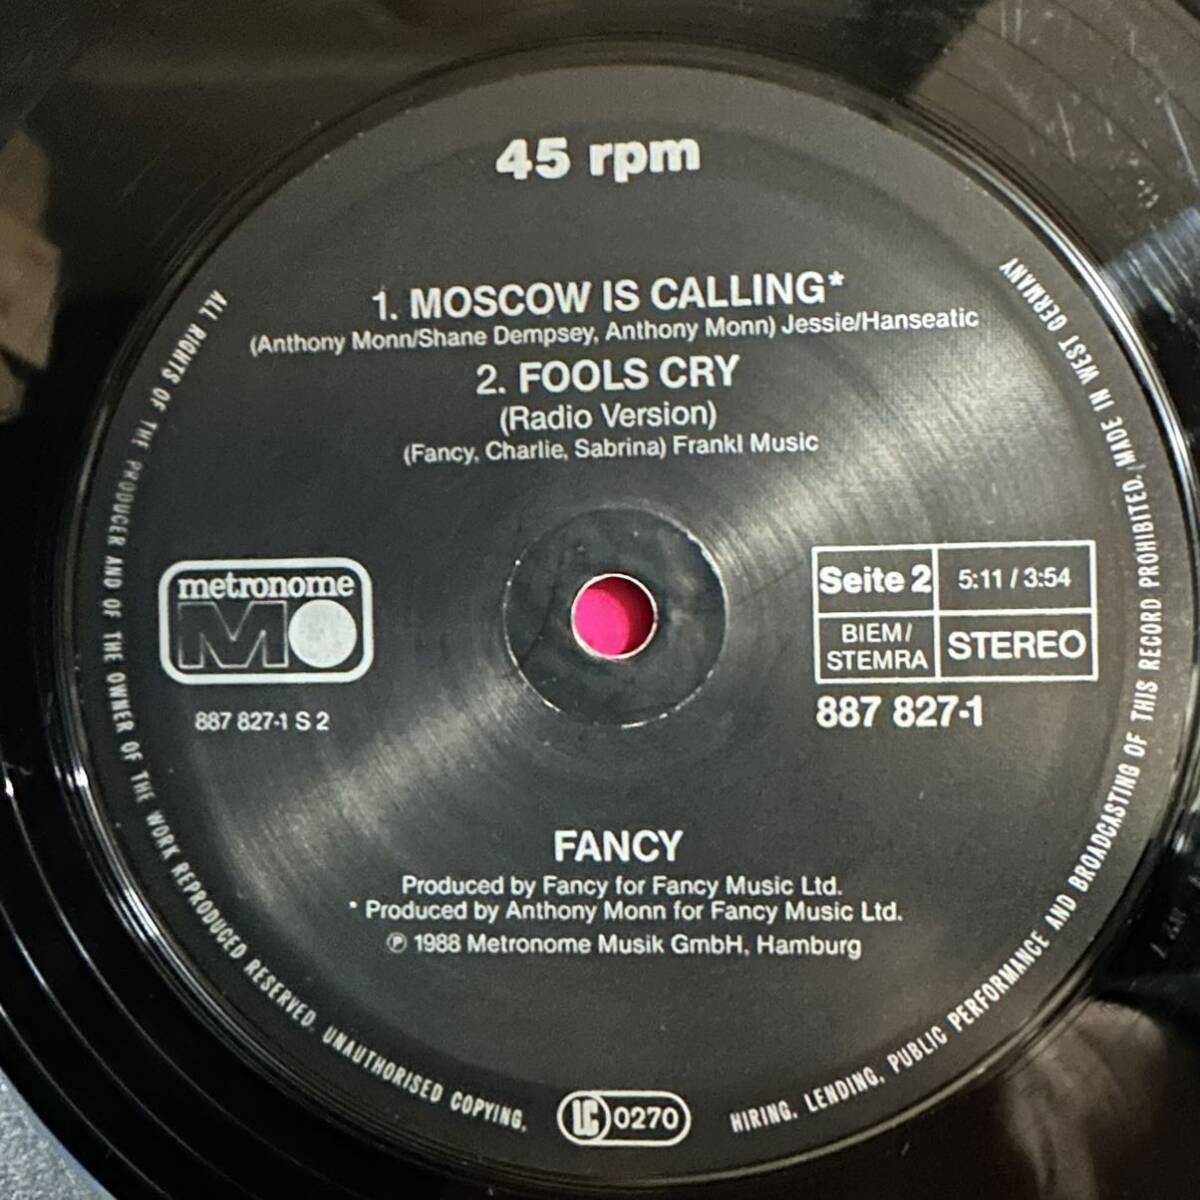 45 rpm
1. MOSCOW IS CALLING*
(Anthony Monn/Shane Dempsey, Anthony Monn) Jessie/Hanseatic
2. FOOLS CRY
(Radio Version)
(Fancy, Charlie, Sabrina) Frankl Music
metronome
MO
887 827-1 S 2
Seite 2
5:11 / 3:54
BIEM/
STEMRA
STEREO
887 827-1
FANCY
Produced by Fancy for Fancy Music Ltd.
* Produced by Anthony Monn for Fancy Music Ltd.
℗ 1988 Metronome Musik GmbH, Hamburg
LC 0270
ALL RIGHTS OF THE PRODUCER AND OF THE OWNER OF THE WORK REPRODUCED RESERVED. UNAUTHORISED COPYING, HIRING, LENDING, PUBLIC PERFORMANCE AND BROADCASTING OF THIS RECORD PROHIBITED./MADE IN WEST GERMANY